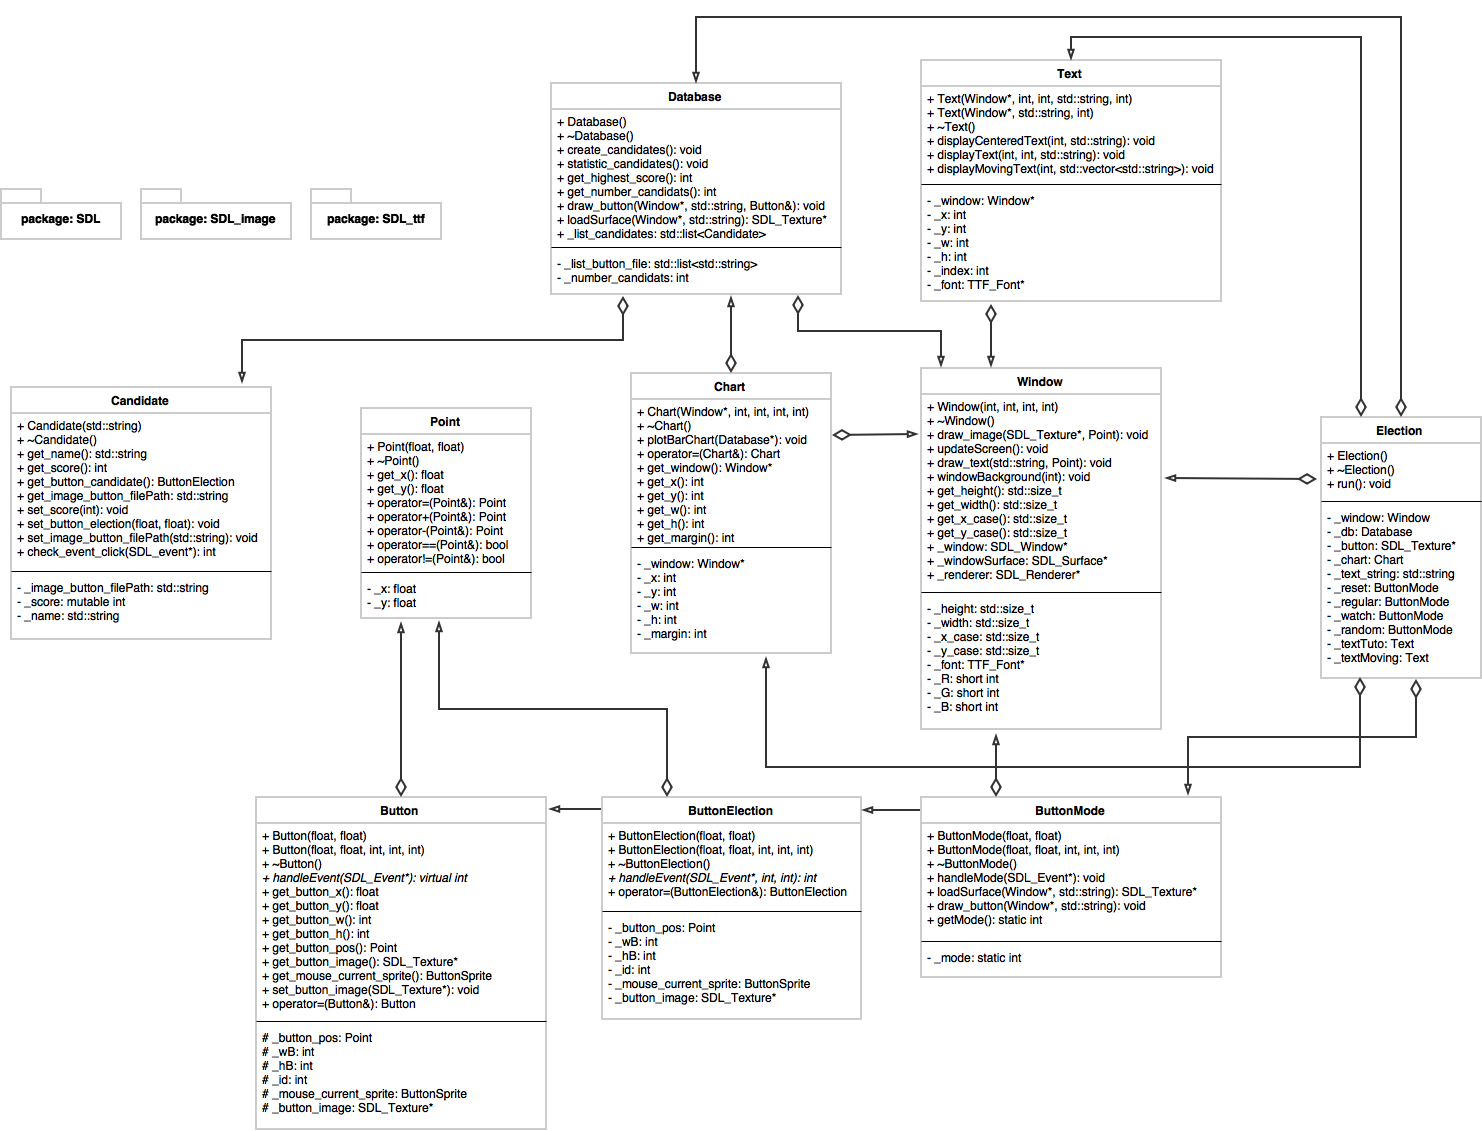 package: SDL
package: SDL_image
package: SDL_ttf
Database
+ Database()
+ ~Database()
+ create_candidates(): void
+ statistic_candidates(): void
+ get_highest_score(): int
+ get_number_candidats(): int
+ draw_button(Window*, std::string, Button&): void
+ loadSurface(Window*, std::string): SDL_Texture*
+ _list_candidates: std::list<Candidate>
- _list_button_file: std::list<std::string>
- _number_candidats: int
Text
+ Text(Window*, int, int, std::string, int)
+ Text(Window*, std::string, int)
+ ~Text()
+ displayCenteredText(int, std::string): void
+ displayText(int, int, std::string): void
+ displayMovingText(int, std::vector<std::string>): void
- _window: Window*
- _x: int
- _y: int
- _w: int
- _h: int
- _index: int
- _font: TTF_Font*
Candidate
+ Candidate(std::string)
+ ~Candidate()
+ get_name(): std::string
+ get_score(): int
+ get_button_candidate(): ButtonElection
+ get_image_button_filePath: std::string
+ set_score(int): void
+ set_button_election(float, float): void
+ set_image_button_filePath(std::string): void
+ check_event_click(SDL_event*): int
- _image_button_filePath: std::string
- _score: mutable int
- _name: std::string
Point
+ Point(float, float)
+ ~Point()
+ get_x(): float
+ get_y(): float
+ operator=(Point&): Point
+ operator+(Point&): Point
+ operator-(Point&): Point
+ operator==(Point&): bool
+ operator!=(Point&): bool
- _x: float
- _y: float
Chart
+ Chart(Window*, int, int, int, int)
+ ~Chart()
+ plotBarChart(Database*): void
+ operator=(Chart&): Chart
+ get_window(): Window*
+ get_x(): int
+ get_y(): int
+ get_w(): int
+ get_h(): int
+ get_margin(): int
- _window: Window*
- _x: int
- _y: int
- _w: int
- _h: int
- _margin: int
Window
+ Window(int, int, int, int)
+ ~Window()
+ draw_image(SDL_Texture*, Point): void
+ updateScreen(): void
+ draw_text(std::string, Point): void
+ windowBackground(int): void
+ get_height(): std::size_t
+ get_width(): std::size_t
+ get_x_case(): std::size_t
+ get_y_case(): std::size_t
+ _window: SDL_Window*
+ _windowSurface: SDL_Surface*
+ _renderer: SDL_Renderer*
- _height: std::size_t
- _width: std::size_t
- _x_case: std::size_t
- _y_case: std::size_t
- _font: TTF_Font*
- _R: short int
- _G: short int
- _B: short int
Election
+ Election()
+ ~Election()
+ run(): void
- _window: Window
- _db: Database
- _button: SDL_Texture*
- _chart: Chart
- _text_string: std::string
- _reset: ButtonMode
- _regular: ButtonMode
- _watch: ButtonMode
- _random: ButtonMode
- _textTuto: Text
- _textMoving: Text
Button
+ Button(float, float)
+ Button(float, float, int, int, int)
+ ~Button()
+ handleEvent(SDL_Event*): virtual int
+ get_button_x(): float
+ get_button_y(): float
+ get_button_w(): int
+ get_button_h(): int
+ get_button_pos(): Point
+ get_button_image(): SDL_Texture*
+ get_mouse_current_sprite(): ButtonSprite
+ set_button_image(SDL_Texture*): void
+ operator=(Button&): Button
# _button_pos: Point
# _wB: int
# _hB: int
# _id: int
# _mouse_current_sprite: ButtonSprite
# _button_image: SDL_Texture*
ButtonElection
+ ButtonElection(float, float)
+ ButtonElection(float, float, int, int, int)
+ ~ButtonElection()
+ handleEvent(SDL_Event*, int, int): int
+ operator=(ButtonElection&): ButtonElection
- _button_pos: Point
- _wB: int
- _hB: int
- _id: int
- _mouse_current_sprite: ButtonSprite
- _button_image: SDL_Texture*
ButtonMode
+ ButtonMode(float, float)
+ ButtonMode(float, float, int, int, int)
+ ~ButtonMode()
+ handleMode(SDL_Event*): void
+ loadSurface(Window*, std::string): SDL_Texture*
+ draw_button(Window*, std::string): void
+ getMode(): static int
- _mode: static int